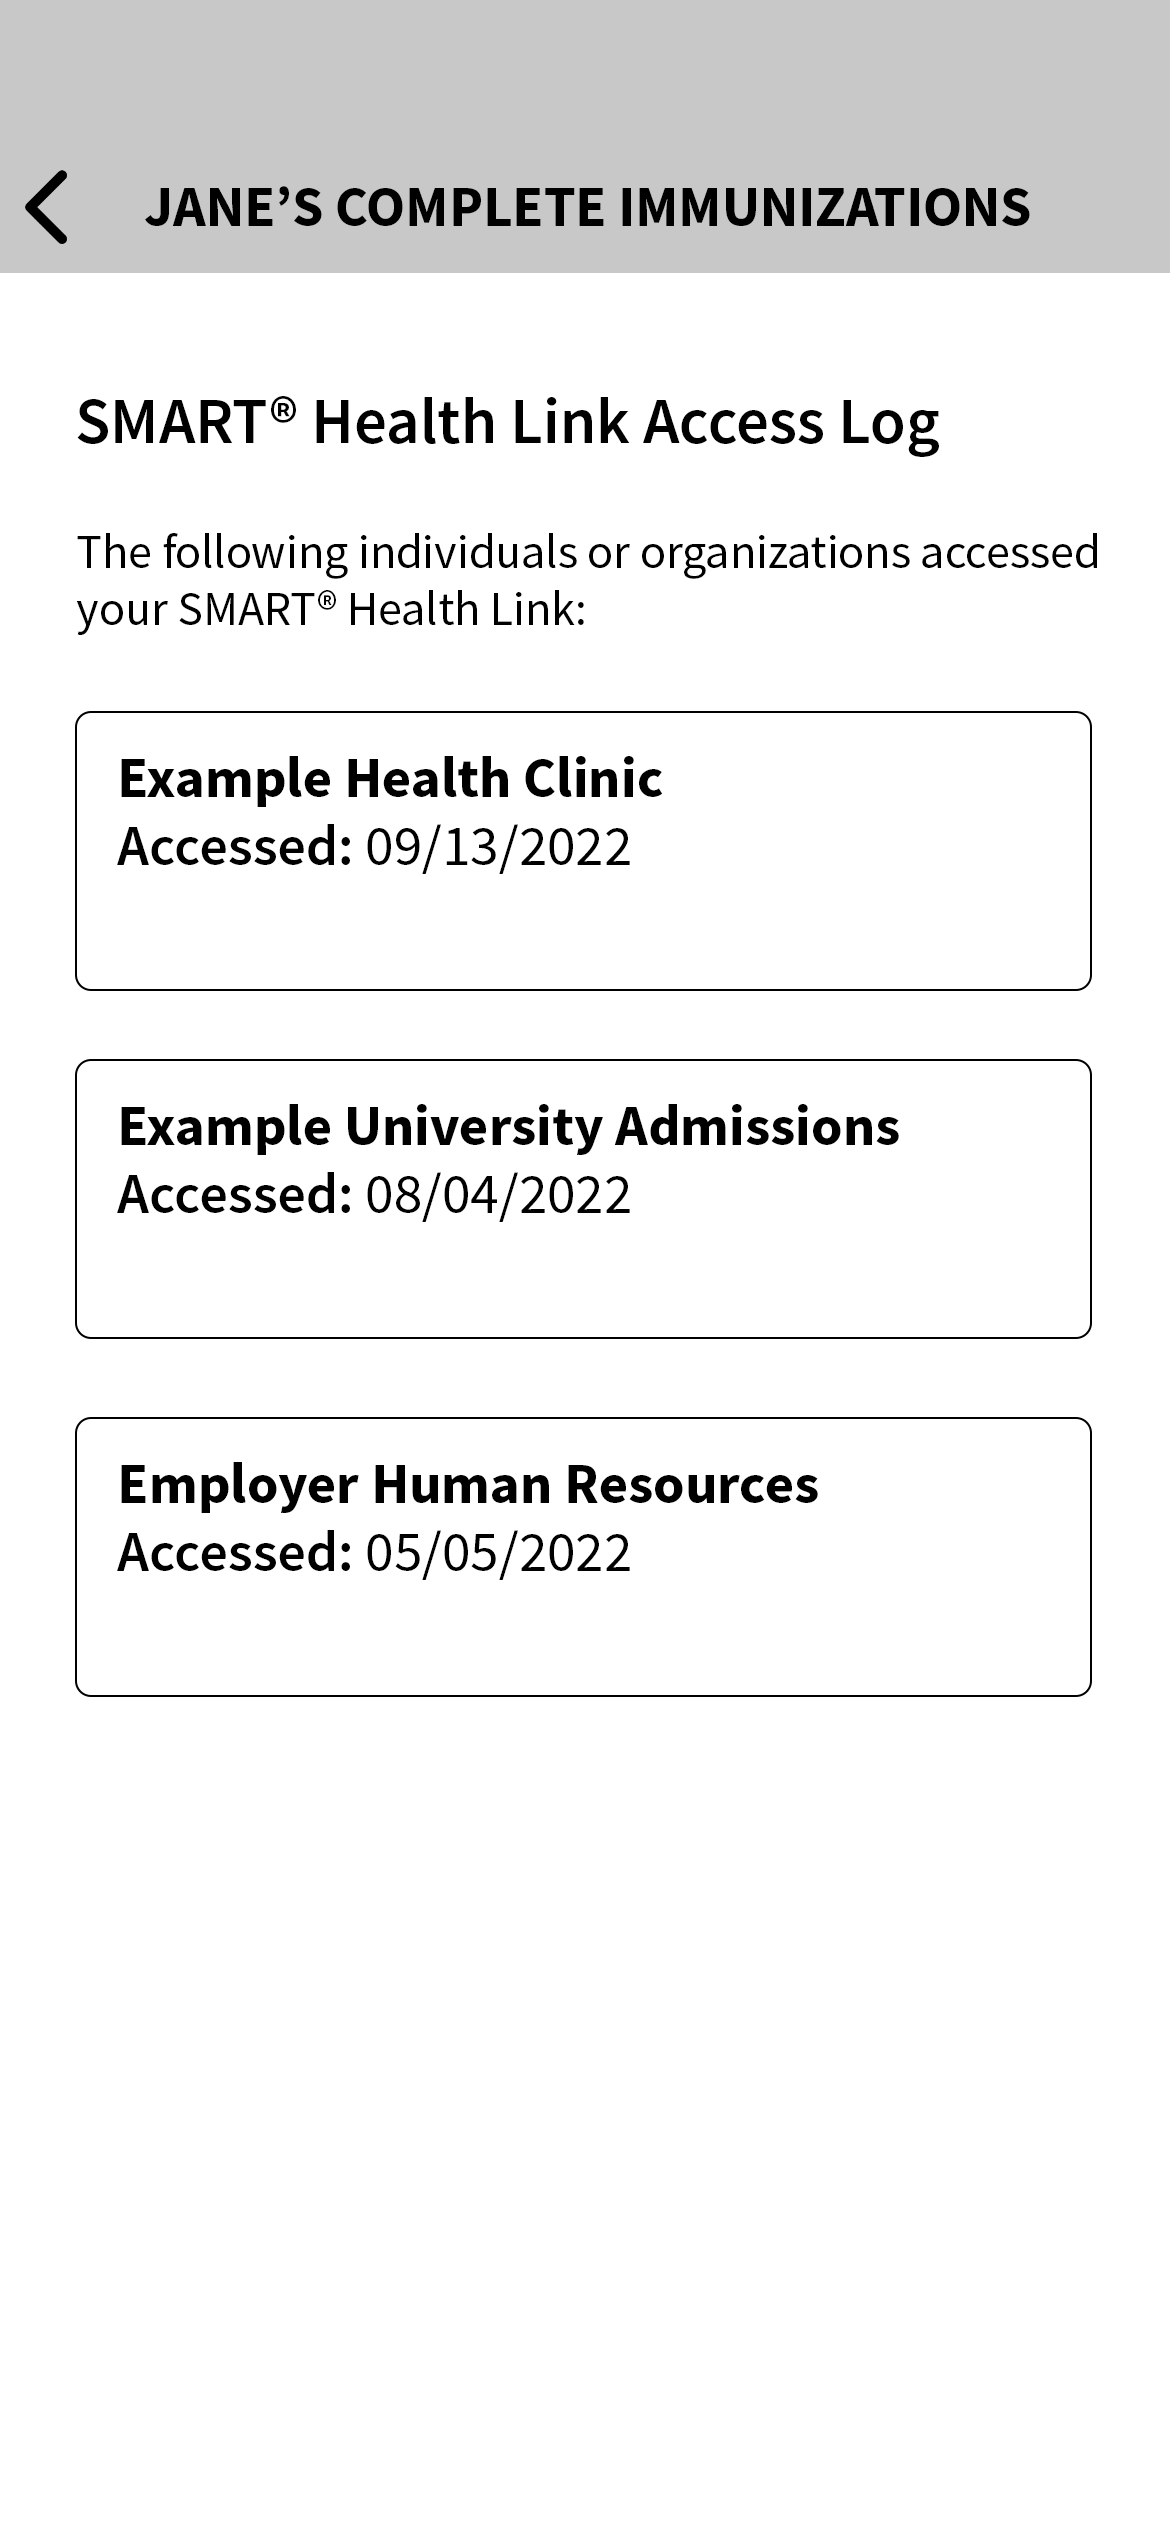 JANE’S COMPLETE IMMUNIZATIONS
SMART® Health Link Access Log
The following individuals or organizations accessed
your SMART® Health Link:
Example Health Clinic
Accessed: 09/13/2022
Example University Admissions
Accessed: 08/04/2022
Employer Human Resources
Accessed: 05/05/2022